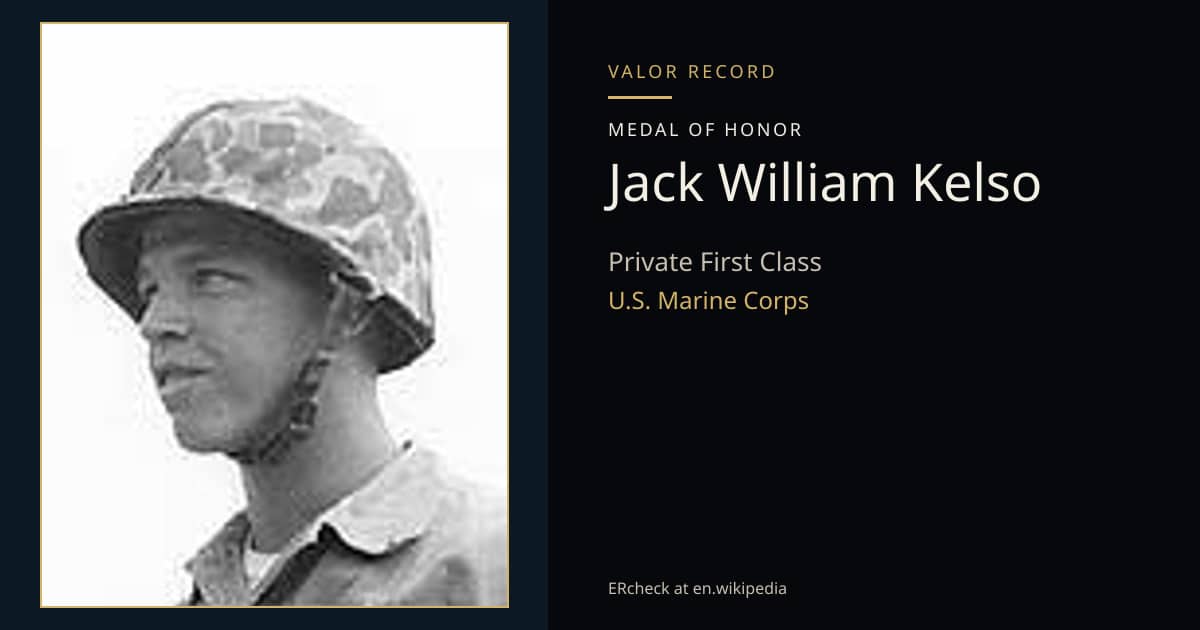 VALOR RECORD
MEDAL OF HONOR
Jack William Kelso
Private First Class
U.S. Marine Corps
ERcheck at en.wikipedia